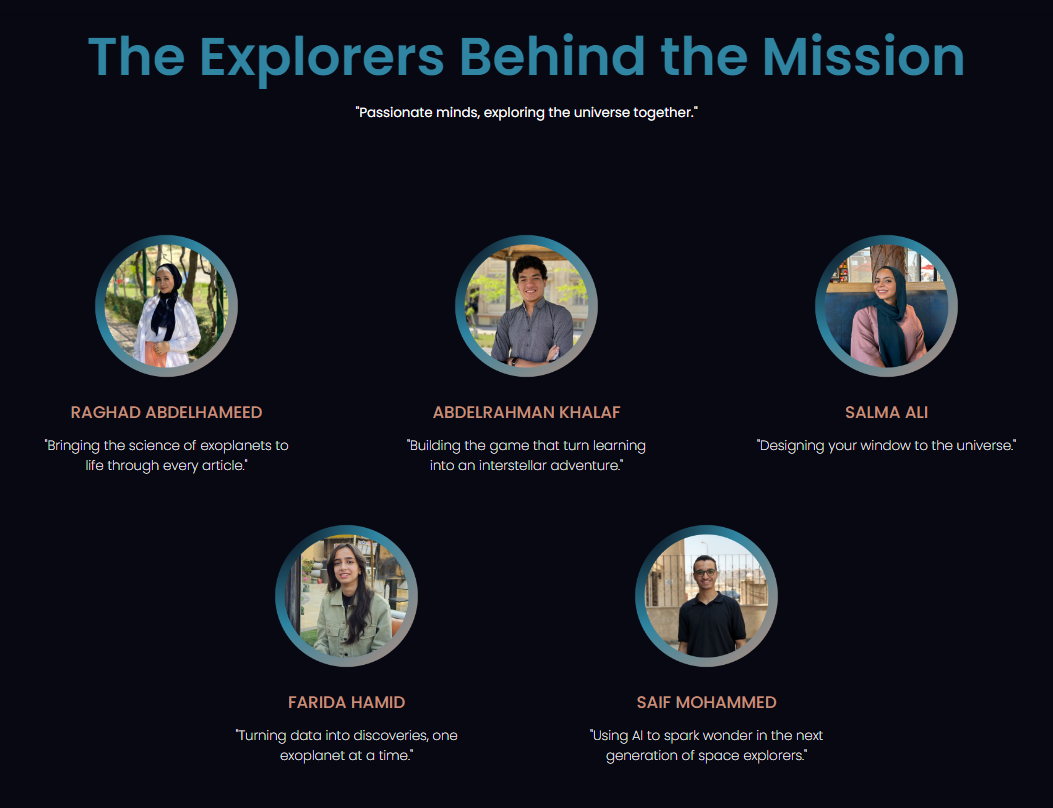 The Explorers Behind the Mission
"Passionate minds, exploring the universe together."
RAGHAD ABDELHAMEED
"Bringing the science of exoplanets to
life through every article."
ABDELRAHMAN KHALAF
"Building the game that turn learning
into an interstellar adventure."
SALMA ALI
"Designing your window to the universe."
FARIDA HAMID
"Turning data into discoveries, one
exoplanet at a time."
SAIF MOHAMMED
"Using AI to spark wonder in the next
generation of space explorers."